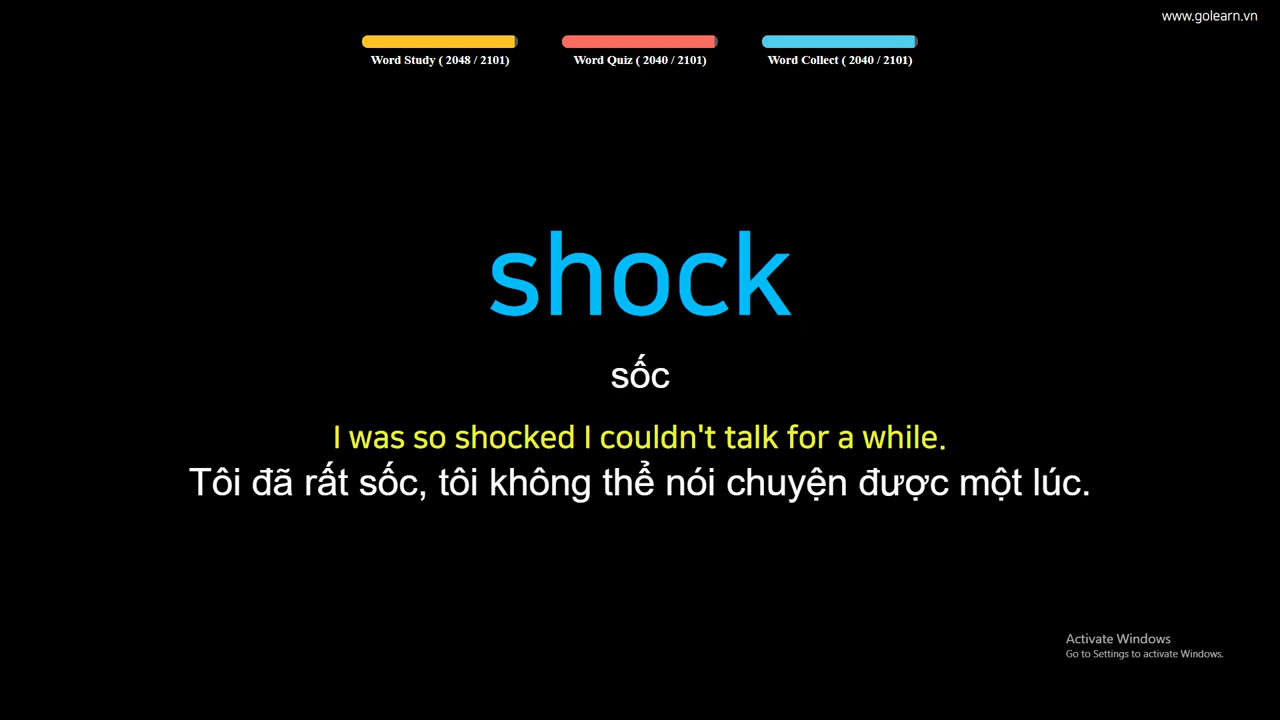 www.golearn.vn
Word Study ( 2048 / 2101)
Word Quiz ( 2040 / 2101)
Word Collect ( 2040 / 2101)
shock
sốc
I was so shocked I couldn't talk for a while.
Tôi đã rất sốc, tôi không thể nói chuyện được một lúc.
Activate Windows
Go to Settings to activate Windows.